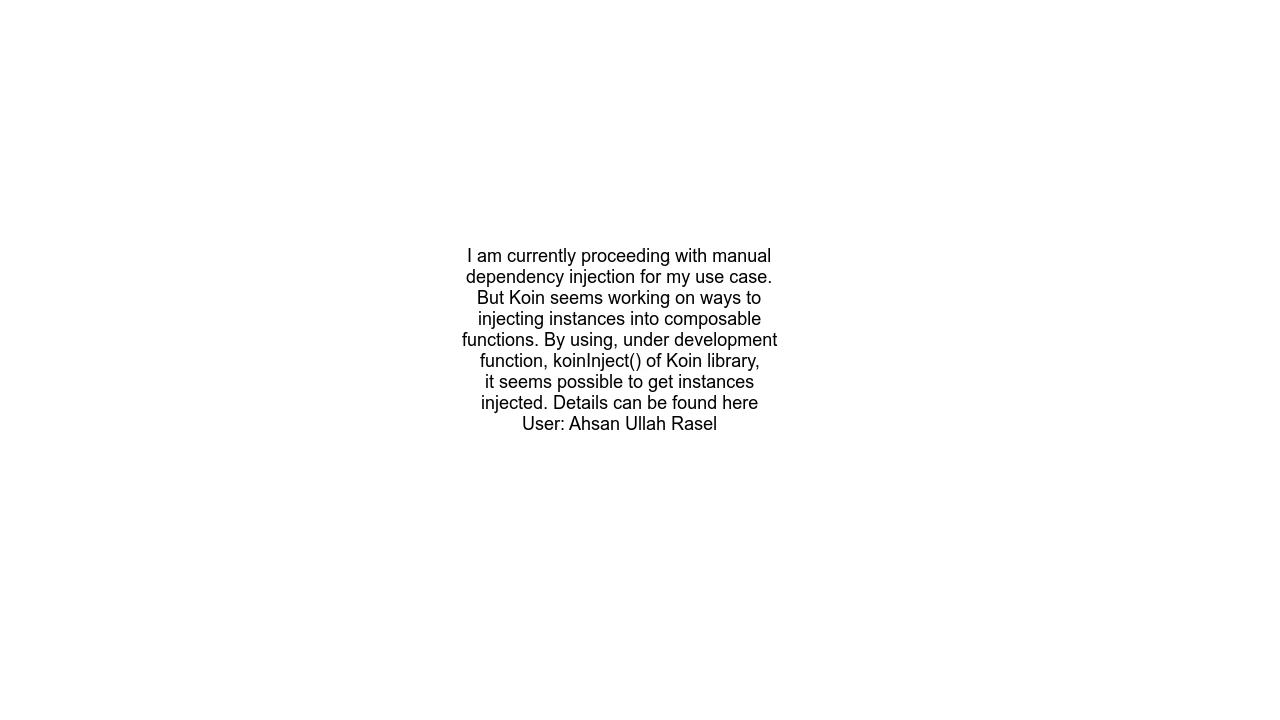 I am currently proceeding with manual
dependency injection for my use case.
But Koin seems working on ways to
injecting instances into composable
functions. By using, under development
function, koinInject() of Koin library,
it seems possible to get instances
injected. Details can be found here
User: Ahsan Ullah Rasel